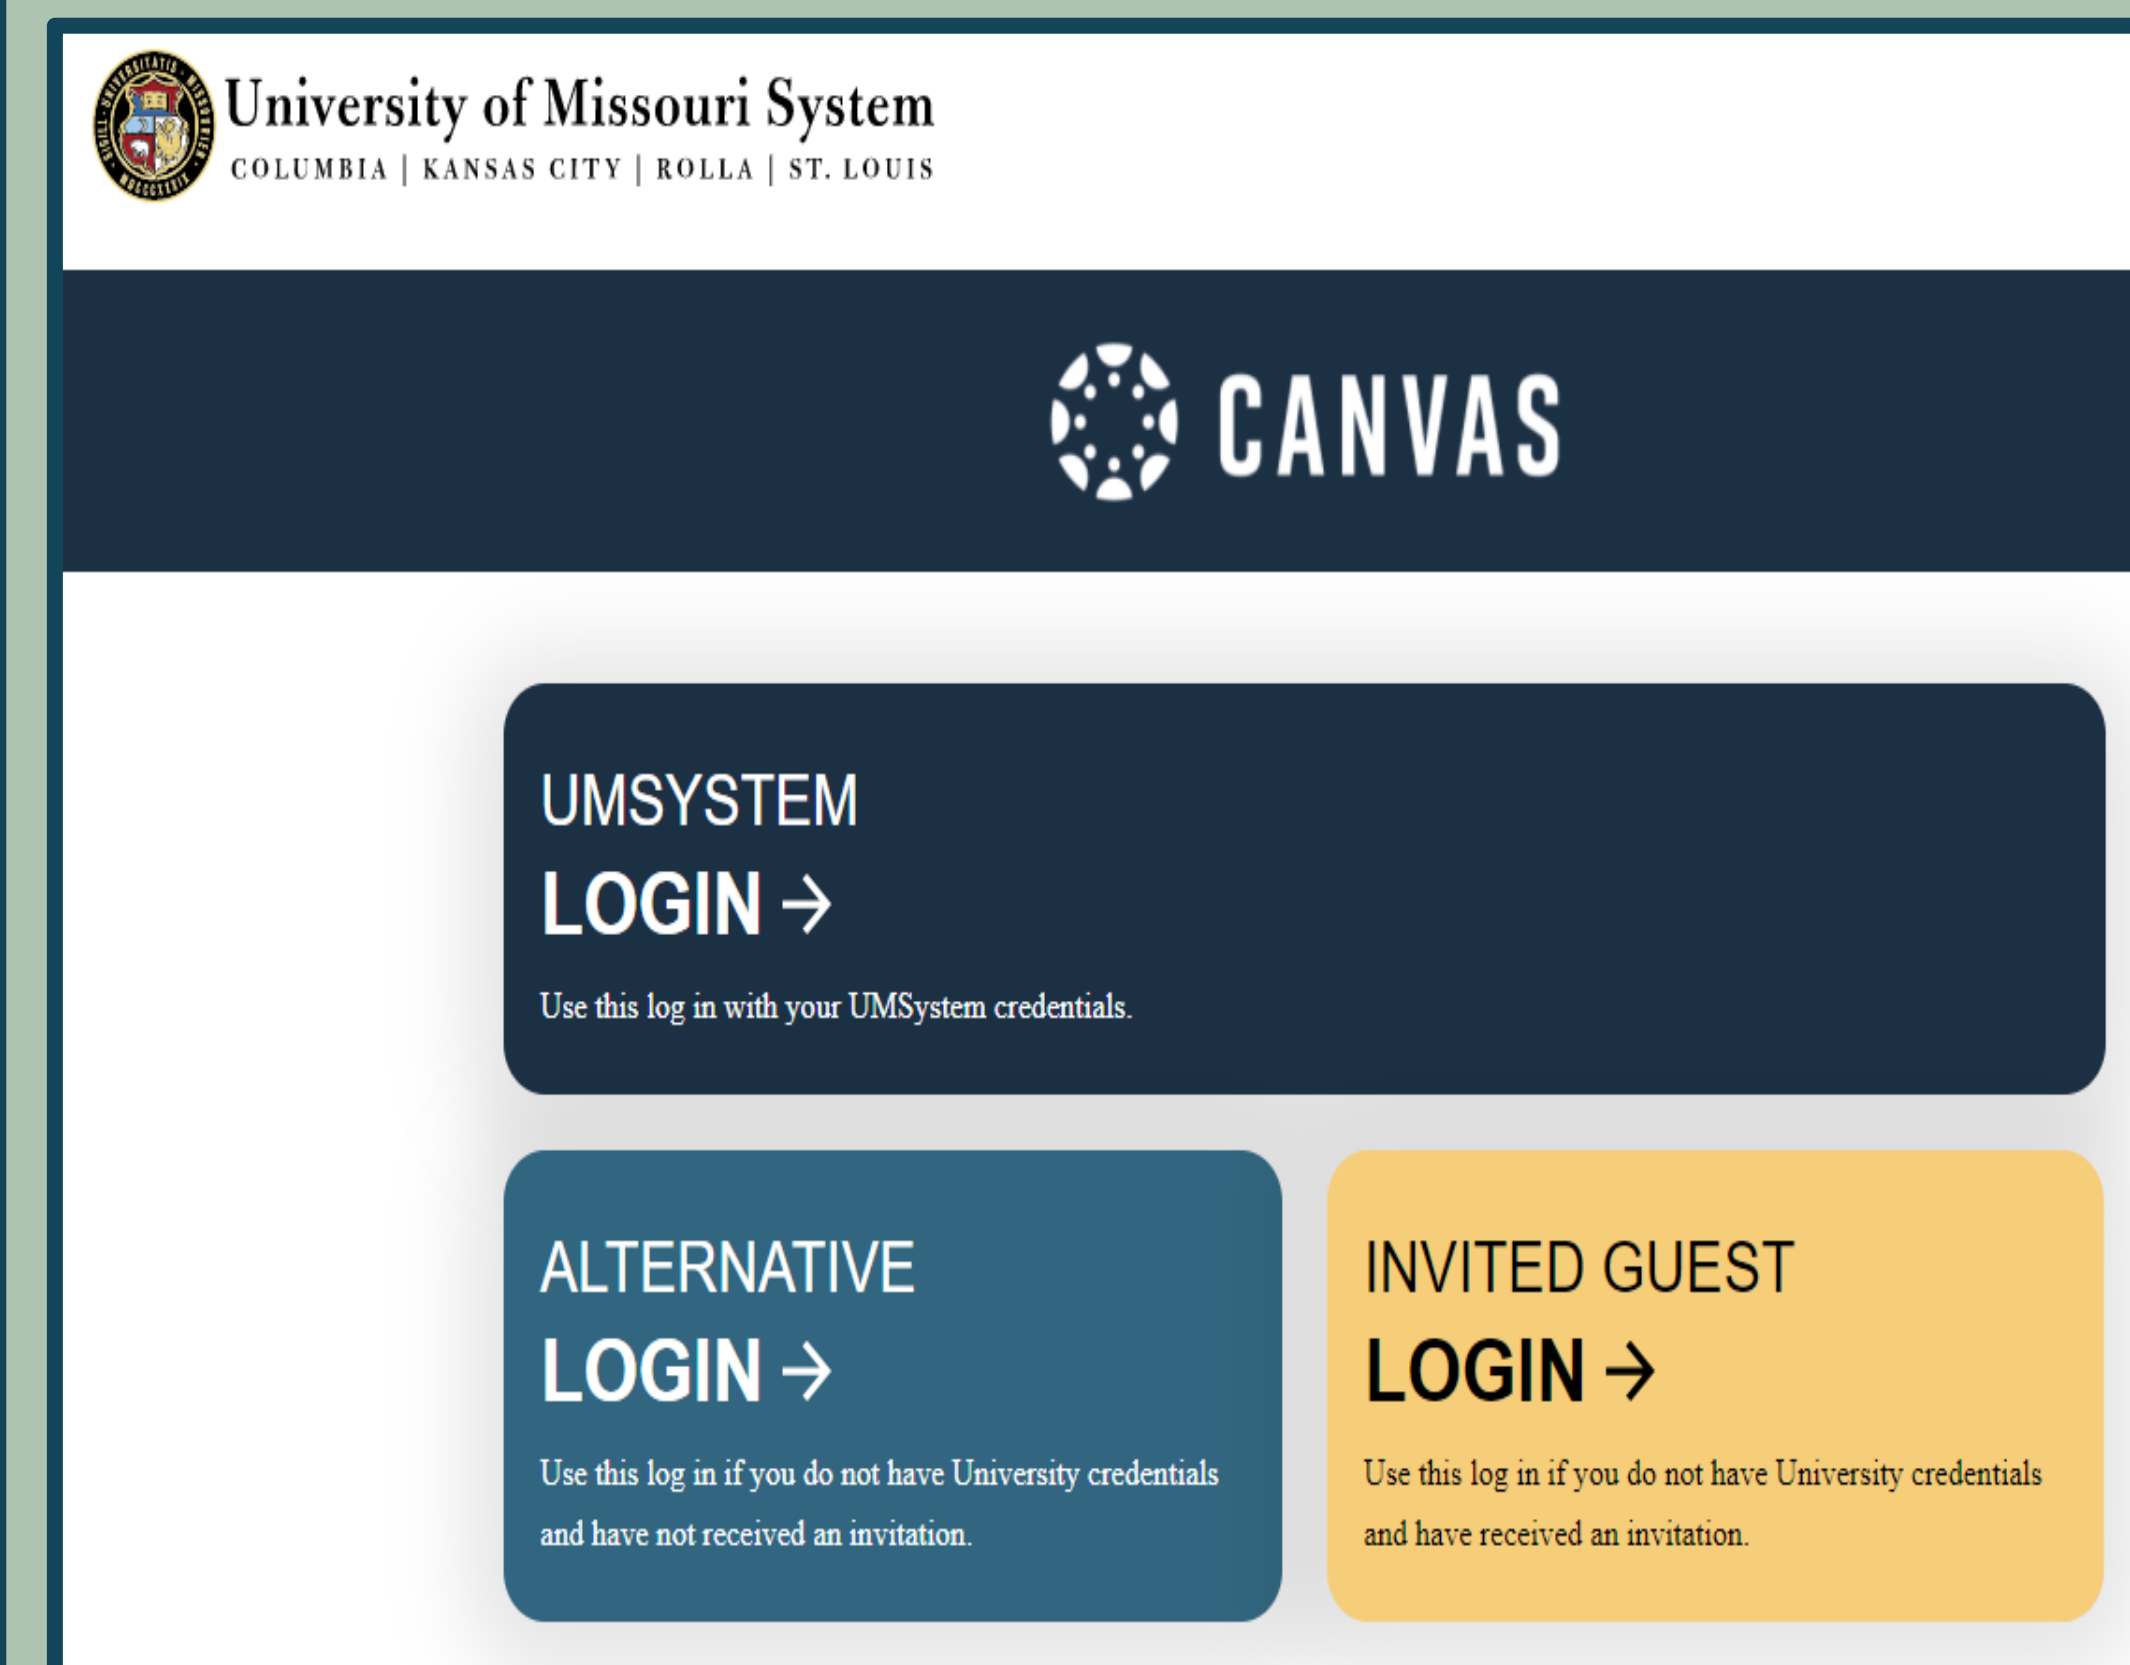 University of Missouri System
COLUMBIA | KANSAS CITY | ROLLA | ST. LOUIS
CANVAS
UMSYSTEM
LOGIN →
Use this log in with your UMSystem credentials.
ALTERNATIVE
LOGIN →
Use this log in if you do not have University credentials
and have not received an invitation.
INVITED GUEST
LOGIN →
Use this log in if you do not have University credentials
and have received an invitation.